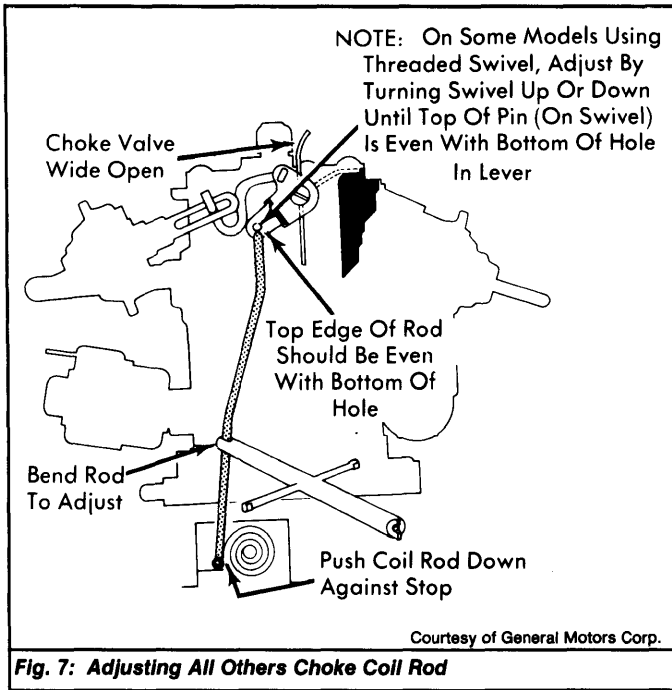 NOTE: On Some Models Using
Threaded Swivel, Adjust By
Turning Swivel Up Or Down
Until Top Of Pin (On Swivel)
Is Even With Bottom Of Hole
In Lever
Choke Valve
Wide Open
Top Edge Of Rod
Should Be Even
With Bottom Of
Hole
Bend Rod
To Adjust
Push Coil Rod Down
Against Stop
Courtesy of General Motors Corp.
Fig. 7: Adjusting All Others Choke Coil Rod